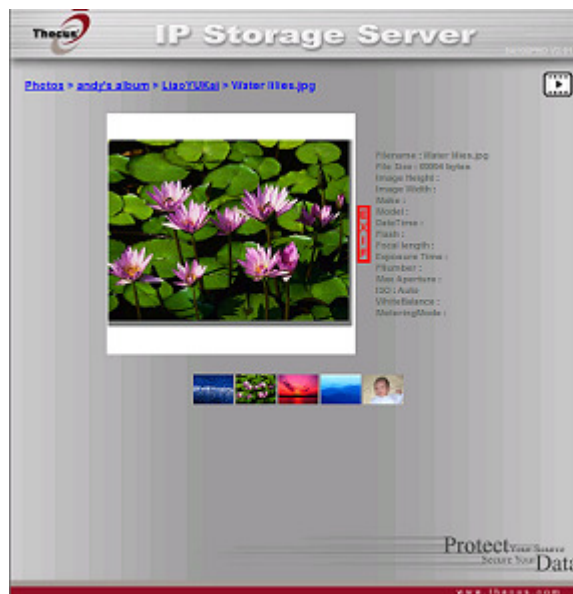 Thecus
IP Storage Server
Photos > andy's album > LiaoYUKai > Water lilies.jpg
Filename : Water lilies.jpg
File Size : bytes
Image Height :
Image Width :
Make :
Model :
Date/Time :
Flash :
Focal length :
Exposure Time :
FNumber :
Max Aperture :
ISO : Auto
WhiteBalance :
MeteringMode :
Protect Your Source
Secure Your Data
www.thecus.com